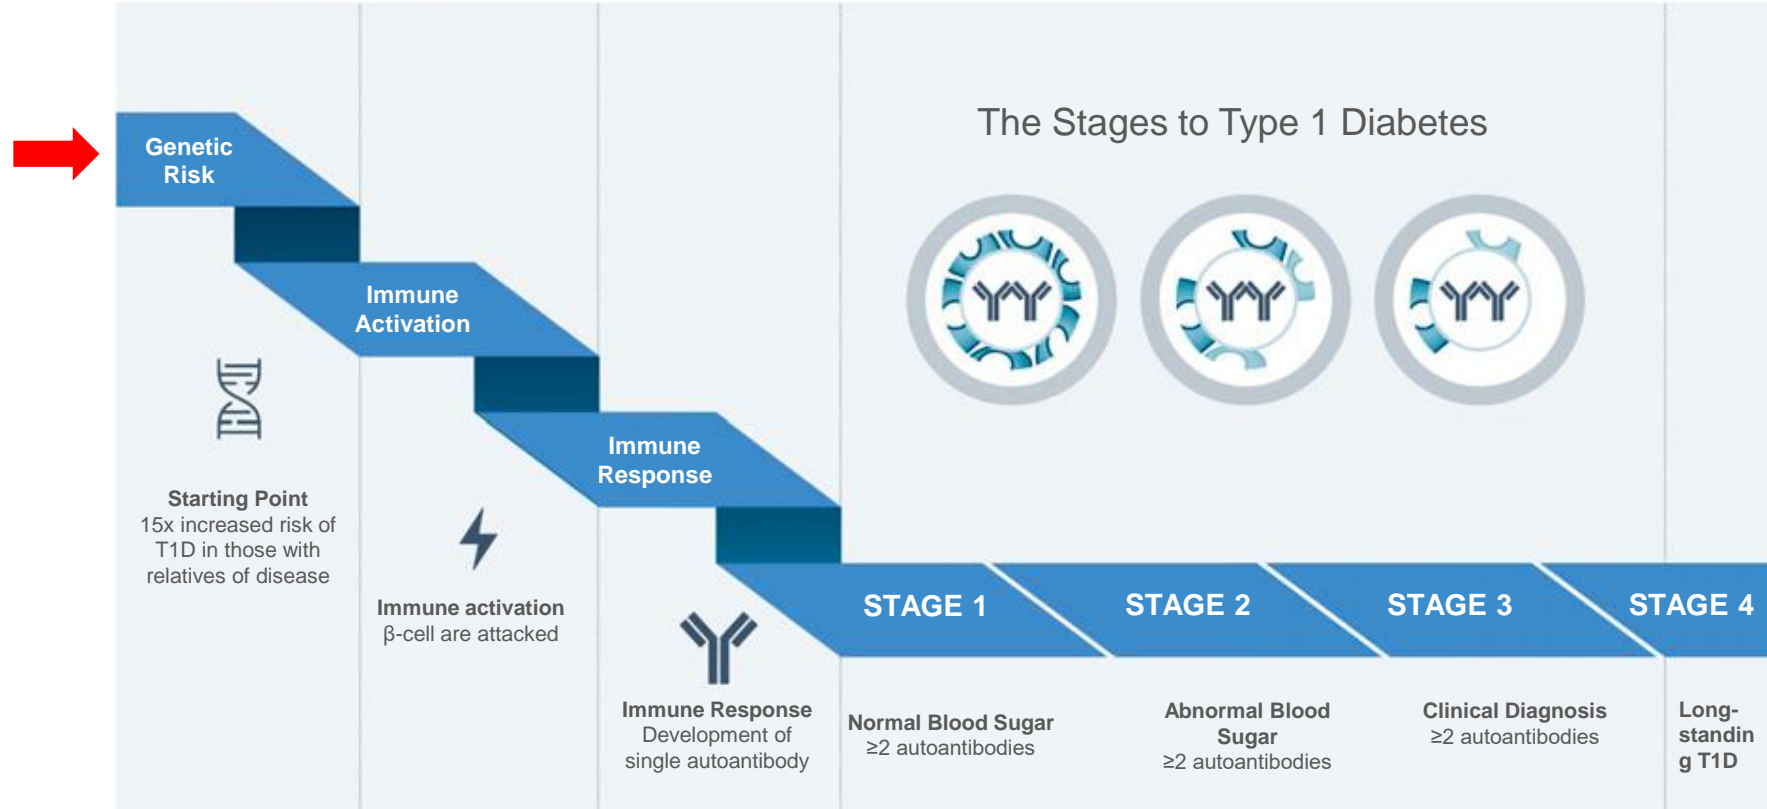 The Stages to Type 1 Diabetes
Genetic
Risk
Immune
Activation
Immune
Response
Starting Point
15x increased risk of
T1D in those with
relatives of disease
Immune activation
β-cell are attacked
Immune Response
Development of
single autoantibody
STAGE 1
STAGE 2
STAGE 3
STAGE 4
Normal Blood Sugar
≥2 autoantibodies
Abnormal Blood
Sugar
≥2 autoantibodies
Clinical Diagnosis
≥2 autoantibodies
Long-
standin
g T1D